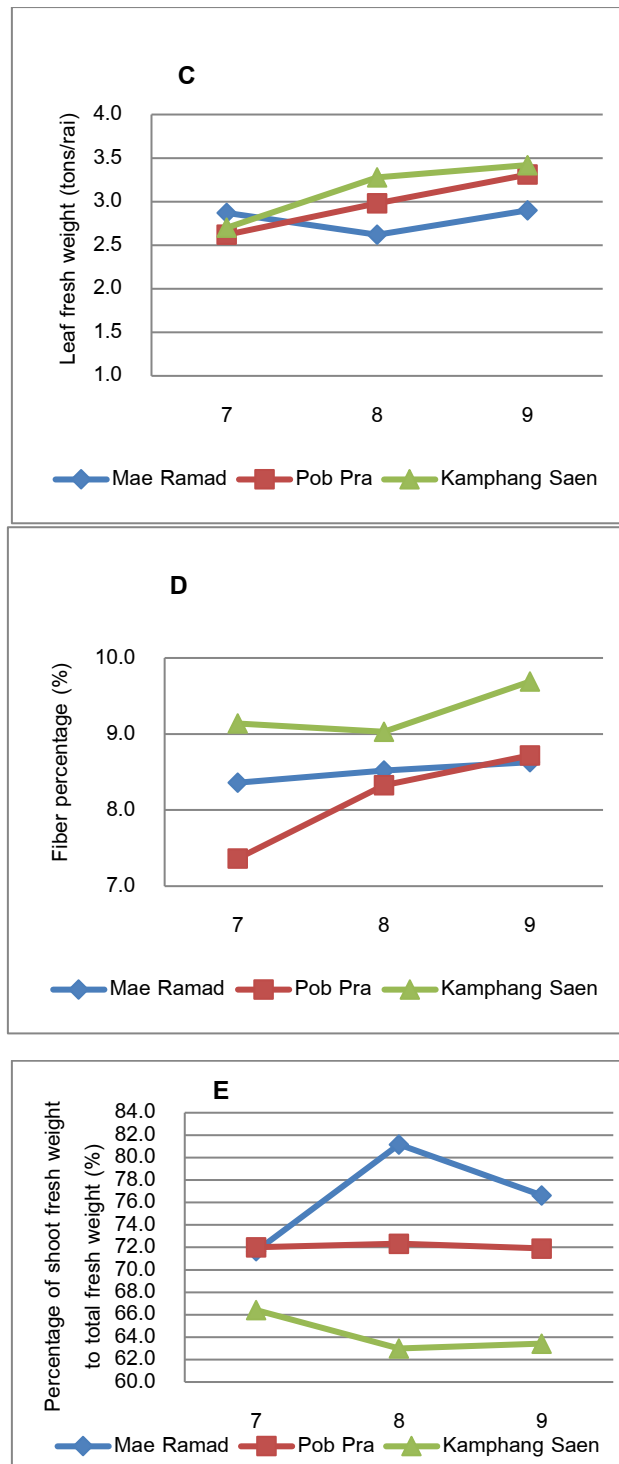 C
Leaf fresh weight (tons/rai)
4.0
3.5
3.0
2.5
2.0
1.5
1.0
7 8 9
Mae Ramad Pob Pra Kamphang Saen
D
Fiber percentage (%)
10.0
9.0
8.0
7.0
7 8 9
Mae Ramad Pob Pra Kamphang Saen
E
Percentage of shoot fresh weight
to total fresh weight (%)
84.0
82.0
80.0
78.0
76.0
74.0
72.0
70.0
68.0
66.0
64.0
62.0
60.0
7 8 9
Mae Ramad Pob Pra Kamphang Saen